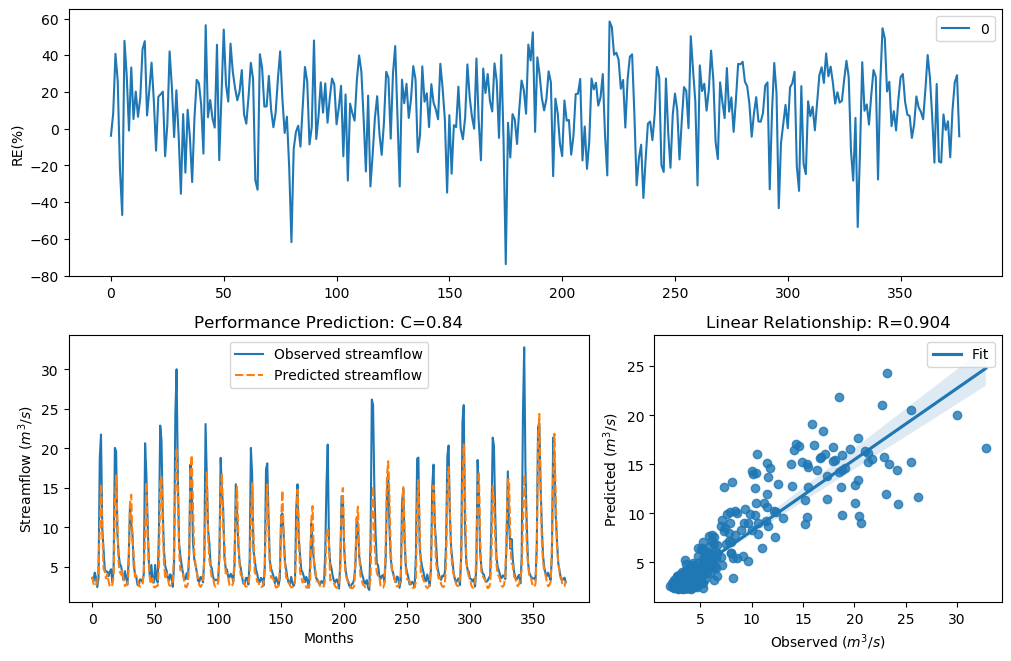 RE(%)
60
40
20
0
−20
−40
−60
−80
0
0 50 100 150 200 250 300 350
Performance Prediction: C=0.84
Streamflow (m³/s)
30
25
20
15
10
5
Observed streamflow
Predicted streamflow
0 50 100 150 200 250 300 350
Months
Linear Relationship: R=0.904
Predicted (m³/s)
25
20
15
10
5
Fit
5 10 15 20 25 30
Observed (m³/s)